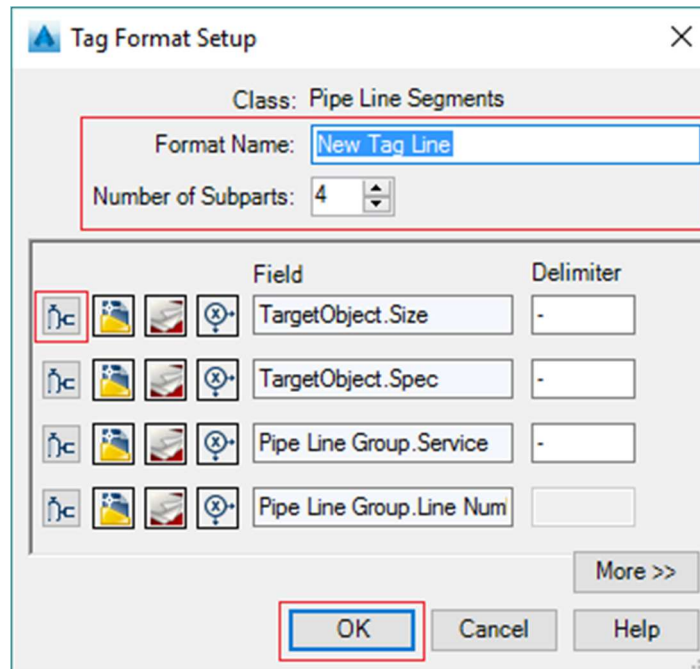 Tag Format Setup
Class: Pipe Line Segments
Format Name: New Tag Line
Number of Subparts: 4
Field Delimiter
TargetObject.Size -
TargetObject.Spec -
Pipe Line Group.Service -
Pipe Line Group.Line Num
More >>
OK Cancel Help